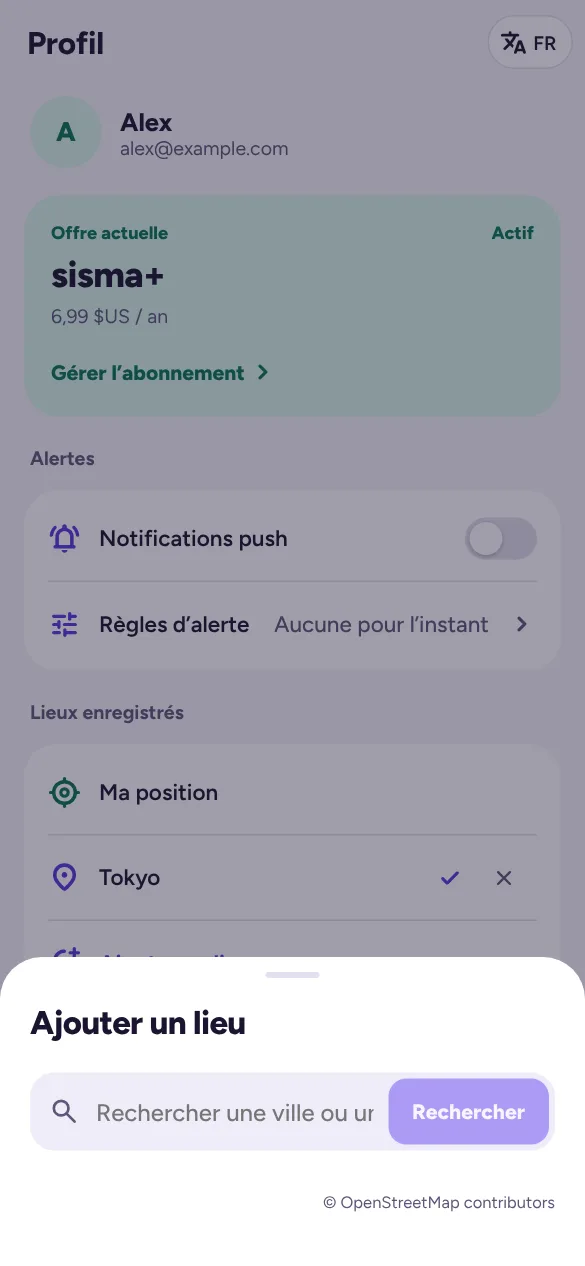 Profil
FR
A
Alex
alex@example.com
Offre actuelle
Actif
sisma+
6,99 $US / an
Gérer l’abonnement
Alertes
Notifications push
Règles d’alerte
Aucune pour l’instant
Lieux enregistrés
Ma position
Tokyo
Ajouter un lieu
Rechercher une ville ou
Rechercher
© OpenStreetMap contributors